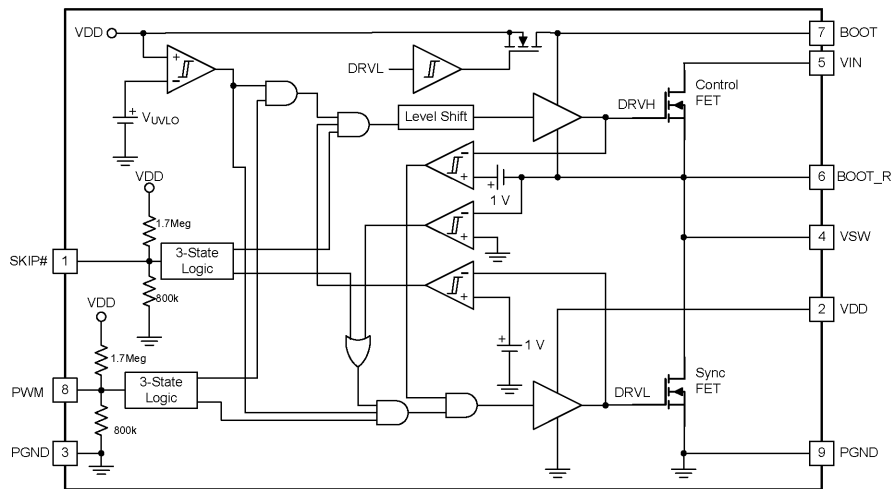 VDD
7 BOOT
DRVL
5 VIN
Control
FET
DRVH
VUVLO
Level Shift
VDD
1 V
6 BOOT_R
1.7Meg
SKIP# 1
3-State
Logic
4 VSW
800k
VDD
2 VDD
1 V
1.7Meg
Sync
FET
PWM 8
3-State
Logic
DRVL
800k
PGND 3
9 PGND